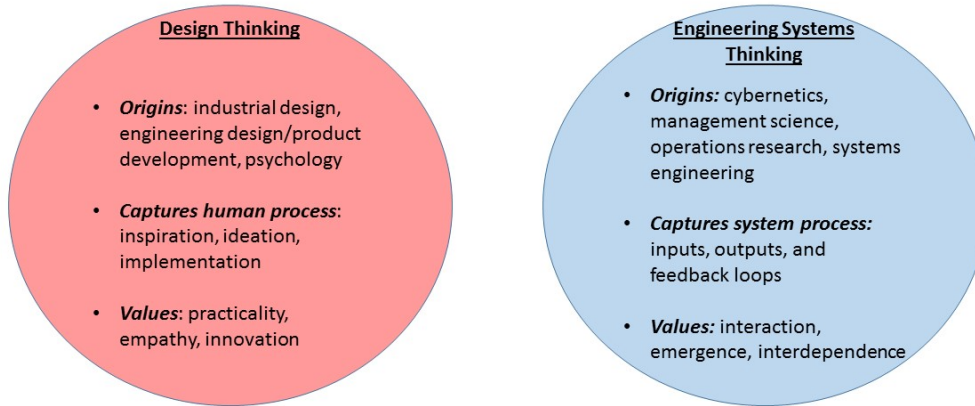 Design Thinking
• Origins: industrial design,
engineering design/product
development, psychology
• Captures human process:
inspiration, ideation,
implementation
• Values: practicality,
empathy, innovation
Engineering Systems
Thinking
• Origins: cybernetics,
management science,
operations research, systems
engineering
• Captures system process:
inputs, outputs, and
feedback loops
• Values: interaction,
emergence, interdependence